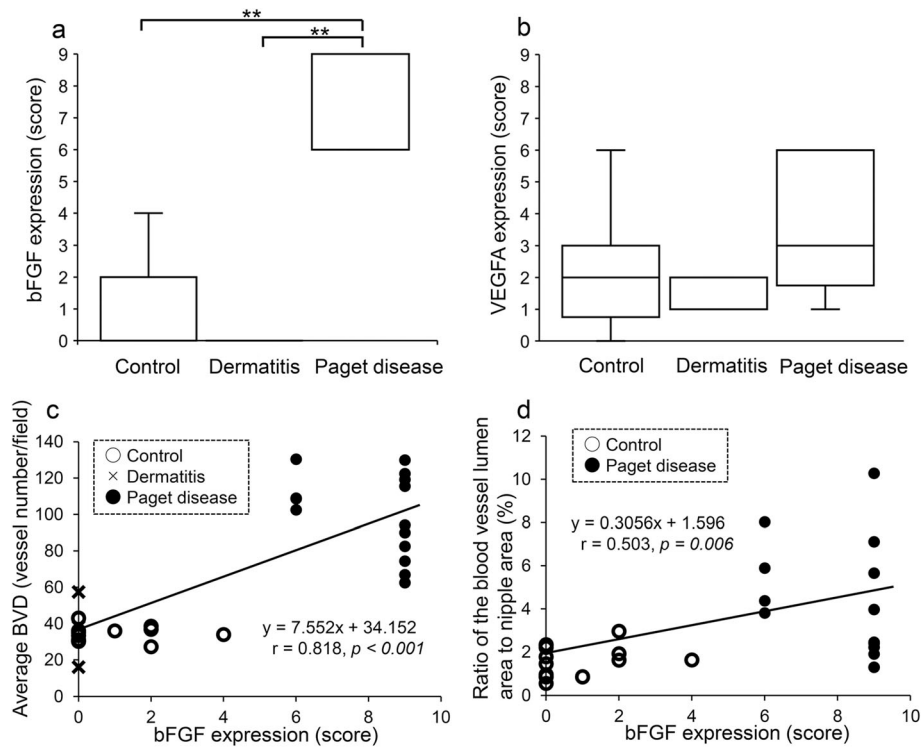 a
**
**
bFGF expression (score)
9
8
7
6
5
4
3
2
1
0
Control
Dermatitis
Paget disease
b
VEGFA expression (score)
9
8
7
6
5
4
3
2
1
0
Control
Dermatitis
Paget disease
c
Average BVD (vessel number/field)
140
120
100
80
60
40
20
0
Control
Dermatitis
Paget disease
y = 7.552x + 34.152
r = 0.818, p < 0.001
0 2 4 6 8 10
bFGF expression (score)
d
Ratio of the blood vessel lumen
area to nipple area (%)
12
10
8
6
4
2
0
Control
Paget disease
y = 0.3056x + 1.596
r = 0.503, p = 0.006
0 2 4 6 8 10
bFGF expression (score)